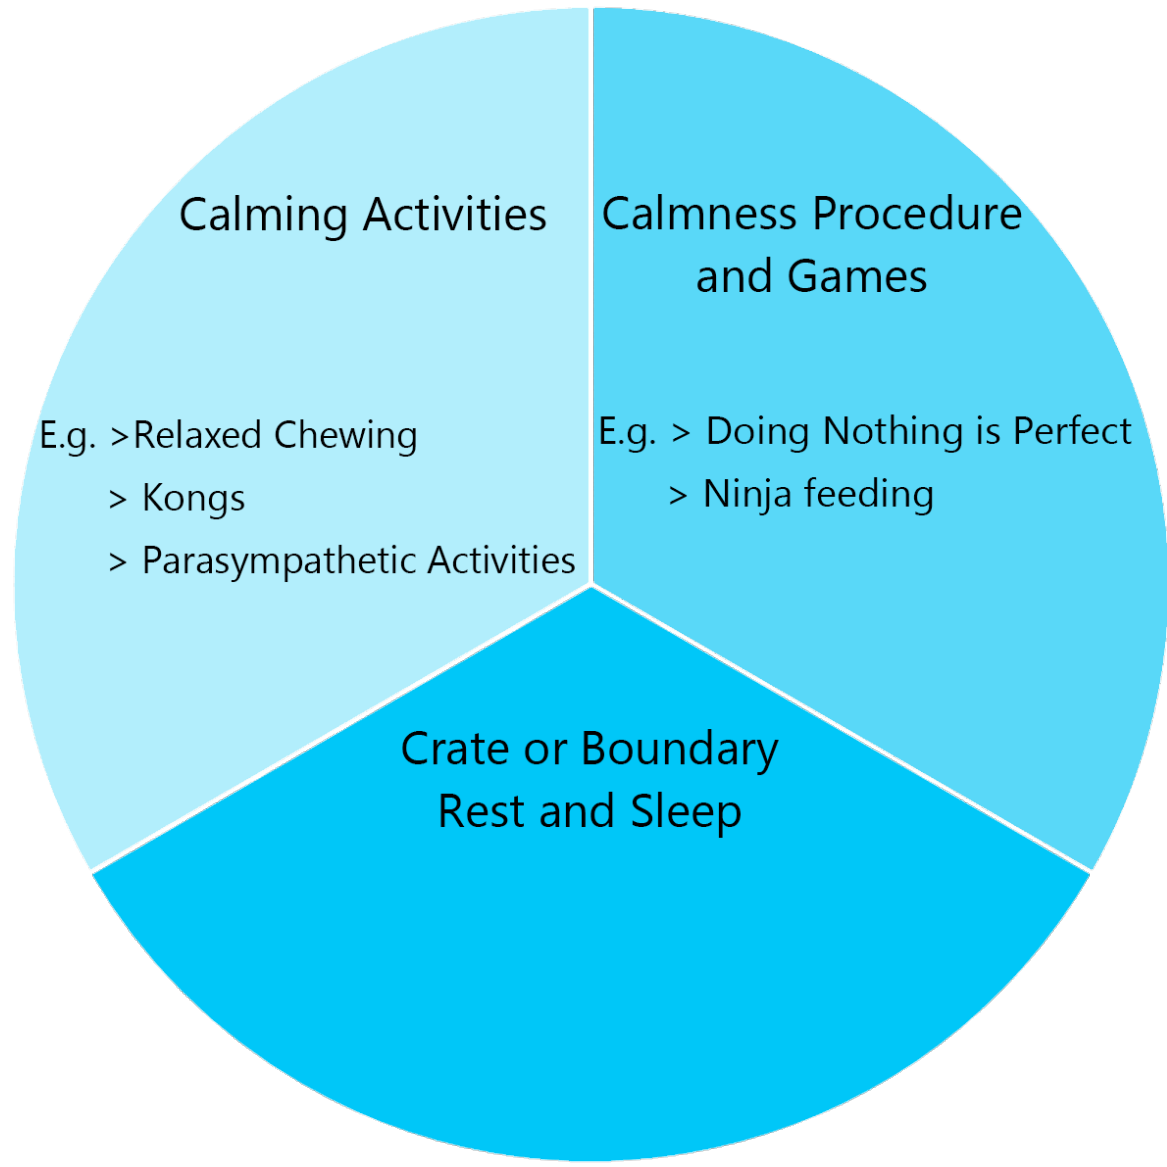 Calming Activities
E.g. >Relaxed Chewing
> Kongs
> Parasympathetic Activities
Calmness Procedure
and Games
E.g. > Doing Nothing is Perfect
> Ninja feeding
Crate or Boundary
Rest and Sleep